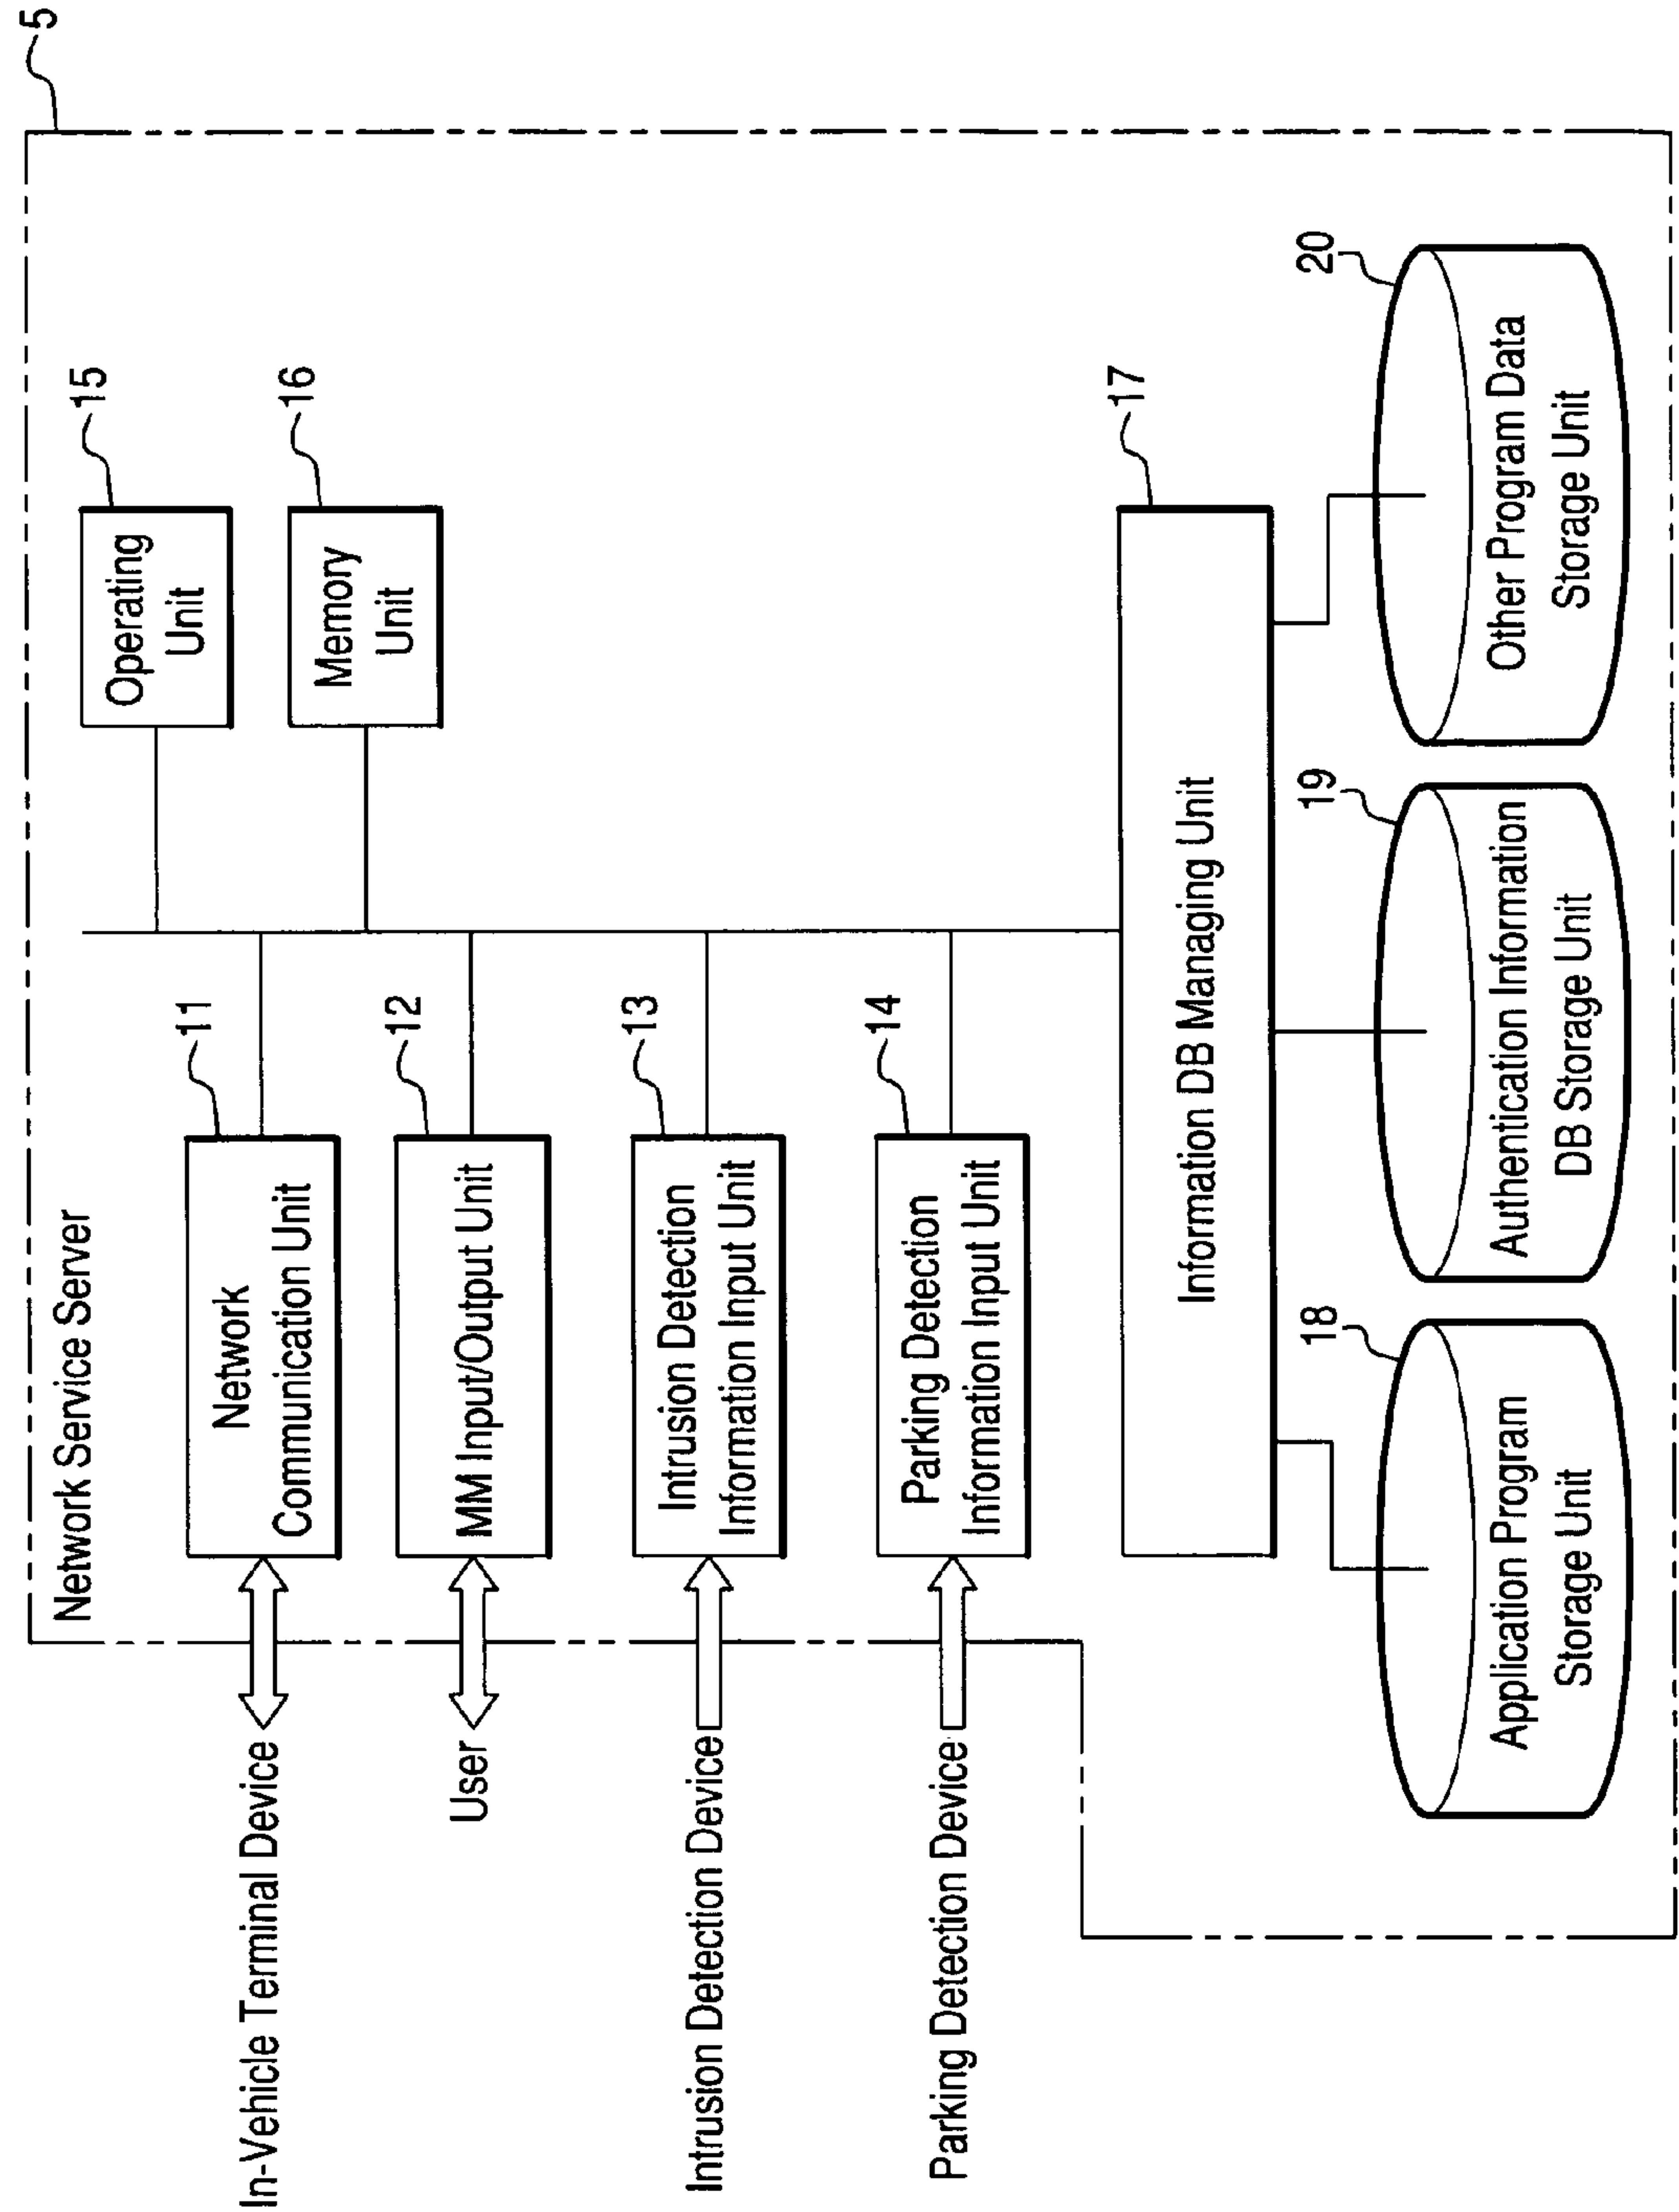 5
Network Service Server
In-Vehicle Terminal Device
11
Network
Communication Unit
15
Operating
Unit
User
12
MM Input/Output Unit
16
Memory
Unit
Intrusion Detection Device
13
Intrusion Detection
Information Input Unit
Parking Detection Device
14
Parking Detection
Information Input Unit
17
Information DB Managing Unit
18
Application Program
Storage Unit
19
Authentication Information
DB Storage Unit
20
Other Program Data
Storage Unit